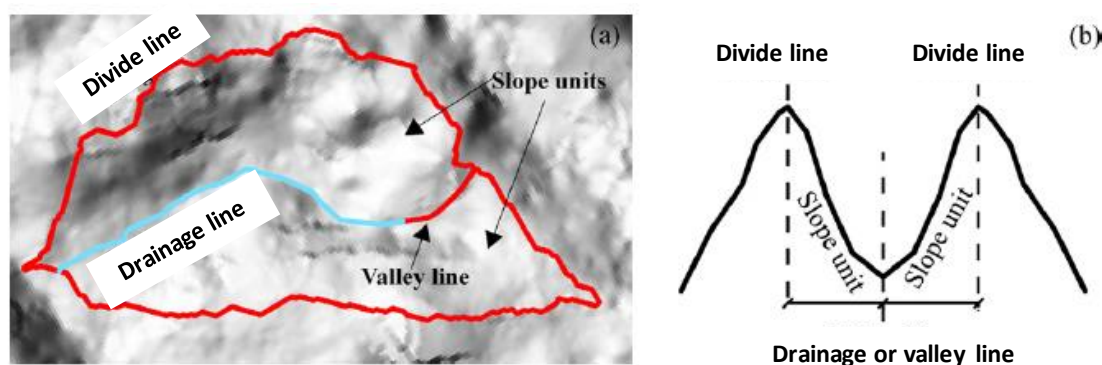 (a)
Divide line
Slope units
Drainage line
Valley line
(b)
Divide line
Divide line
Slope unit
Slope unit
Drainage or valley line